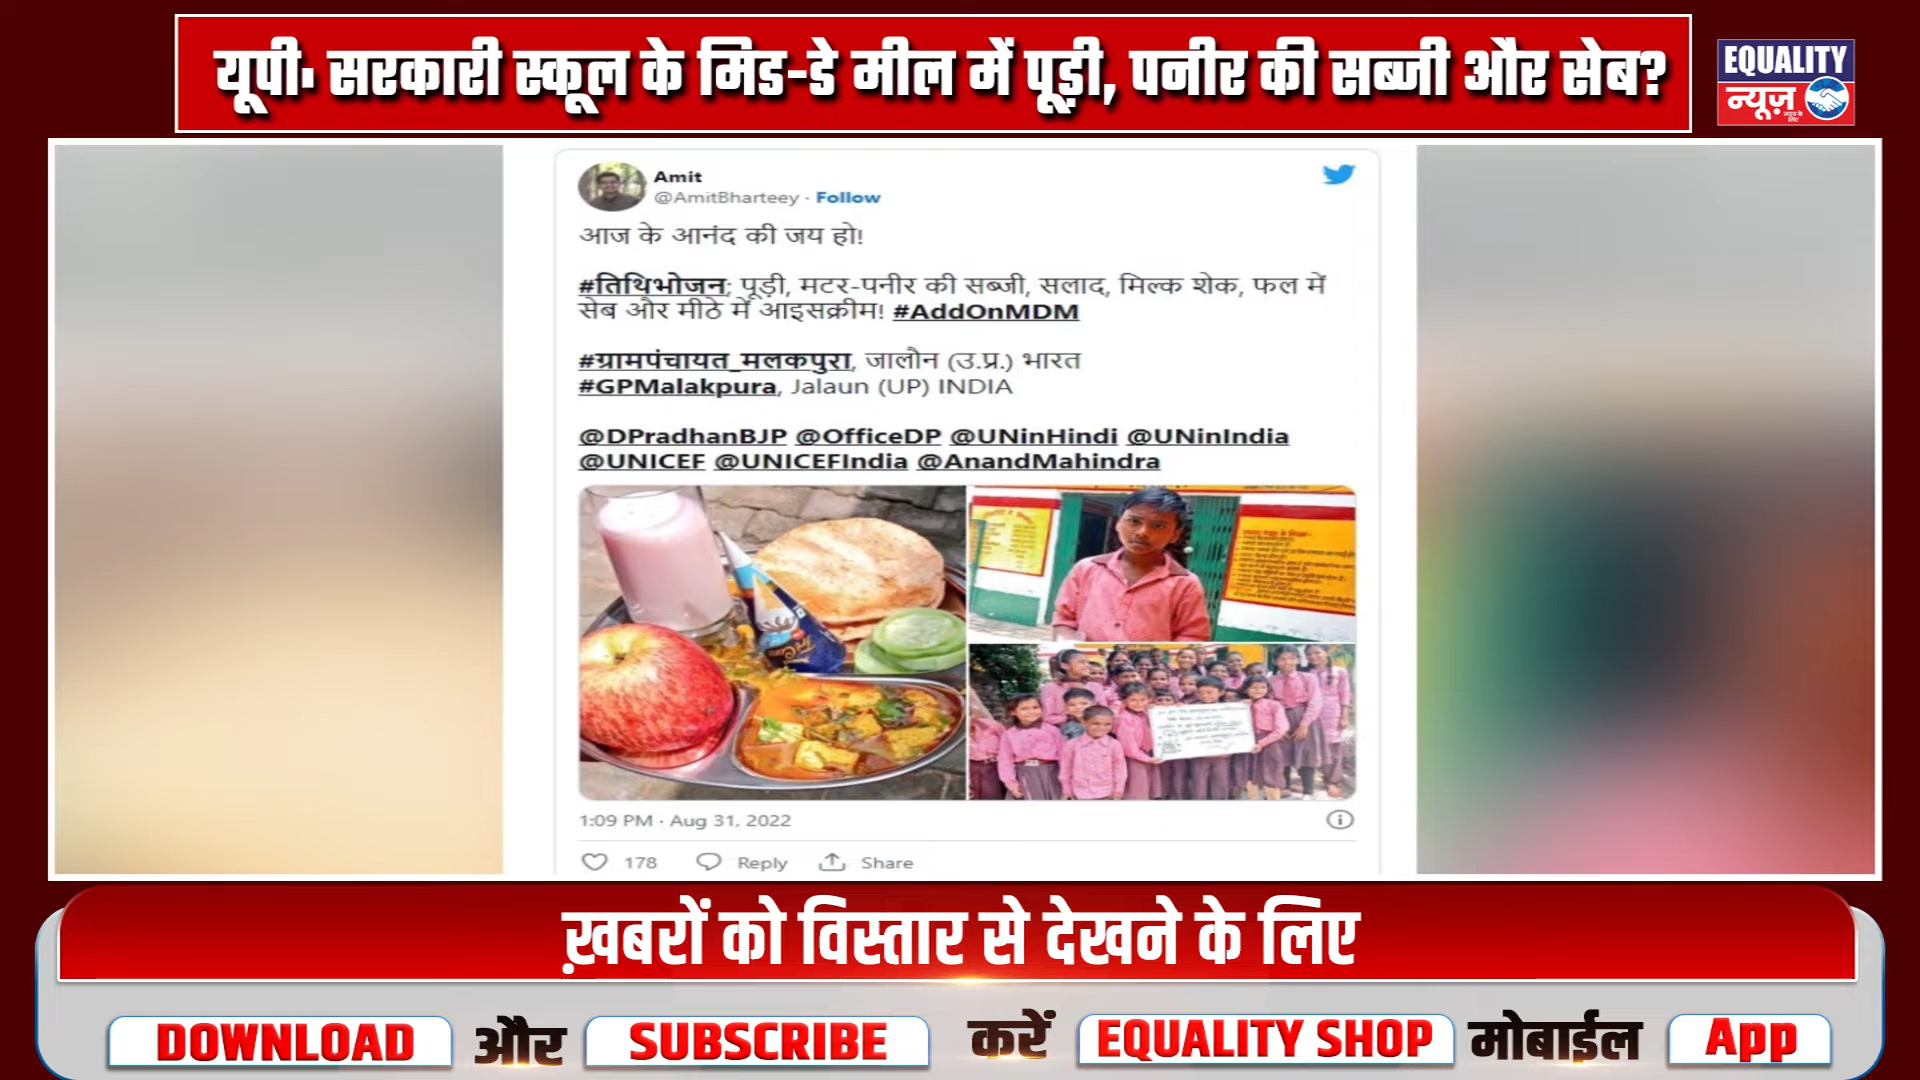 यूपीः सरकारी स्कूल के मिड-डे मील में पूड़ी, पनीर की सब्जी और सेब?
EQUALITY
न्यूज़
Amit
@AmitBharteey · Follow
आज के आनंद की जय हो!
#तिथिभोजन; पूड़ी, मटर-पनीर की सब्जी, सलाद, मिल्क शेक, फल में
सेब और मीठे में आइसक्रीम! #AddOnMDM
#ग्रामपंचायत_मलकपुरा, जालौन (उ.प्र.) भारत
#GPMalakpura, Jalaun (UP) INDIA
@DPradhanBJP @OfficeDP @UNinHindi @UNinIndia
@UNICEF @UNICEFIndia @AnandMahindra
1:09 PM · Aug 31, 2022
178 Reply Share
ख़बरों को विस्तार से देखने के लिए
DOWNLOAD और SUBSCRIBE करें EQUALITY SHOP मोबाईल App